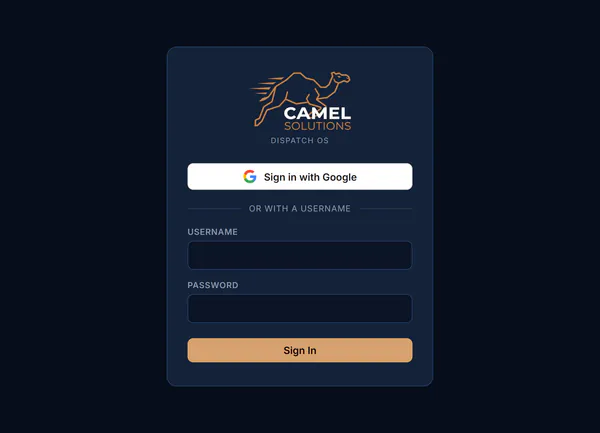 CAMEL
SOLUTIONS
DISPATCH OS
Sign in with Google
OR WITH A USERNAME
USERNAME
PASSWORD
Sign In